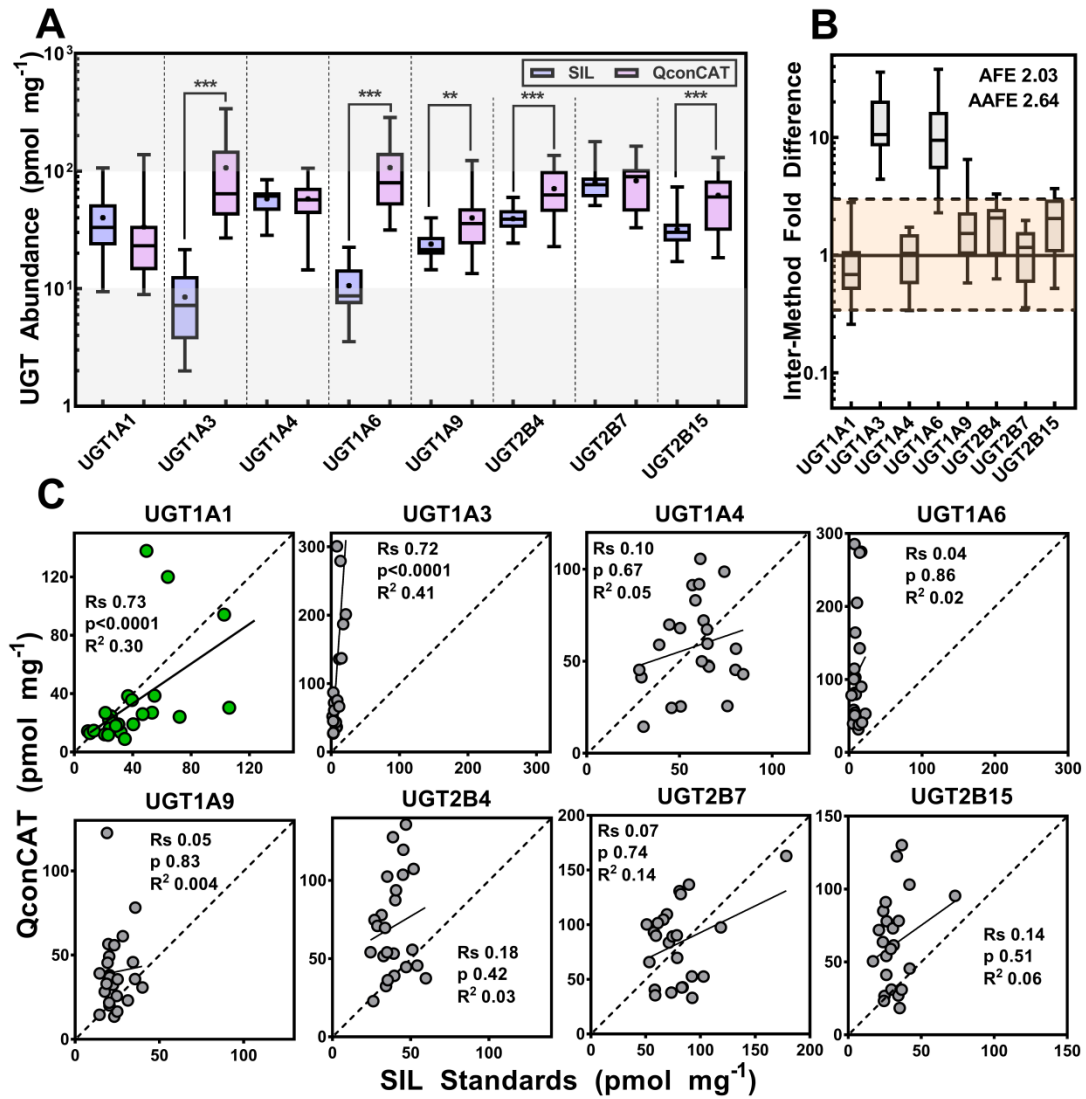 A
UGT Abundance (pmol mg⁻¹)
10³
10²
10¹
1
SIL QconCAT
***
***
**
***
***
UGT1A1
UGT1A3
UGT1A4
UGT1A6
UGT1A9
UGT2B4
UGT2B7
UGT2B15
B
Inter-Method Fold Difference
AFE 2.03
AAFE 2.64
10
1
0.1
UGT1A1
UGT1A3
UGT1A4
UGT1A6
UGT1A9
UGT2B4
UGT2B7
UGT2B15
C
QconCAT (pmol mg⁻¹)
UGT1A1
Rs 0.73
p<0.0001
R² 0.30
120
80
40
0
0 40 80 120
UGT1A3
Rs 0.72
p<0.0001
R² 0.41
300
200
100
0
0 100 200 300
UGT1A4
Rs 0.10
p 0.67
R² 0.05
100
50
0
0 50 100
UGT1A6
Rs 0.04
p 0.86
R² 0.02
300
200
100
0
0 100 200 300
UGT1A9
Rs 0.05
p 0.83
R² 0.004
100
50
0
0 50 100
UGT2B4
Rs 0.18
p 0.42
R² 0.03
100
50
0
0 50 100
UGT2B7
Rs 0.07
p 0.74
R² 0.14
200
150
100
50
0
0 50 100 150 200
UGT2B15
Rs 0.14
p 0.51
R² 0.06
150
100
50
0
0 50 100 150
SIL Standards (pmol mg⁻¹)